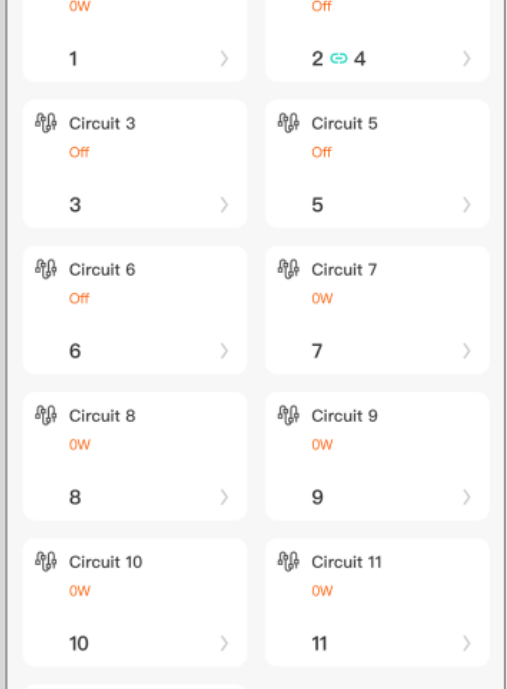 0W
1
Off
2 4
Circuit 3
Off
3
Circuit 5
Off
5
Circuit 6
Off
6
Circuit 7
0W
7
Circuit 8
0W
8
Circuit 9
0W
9
Circuit 10
0W
10
Circuit 11
0W
11